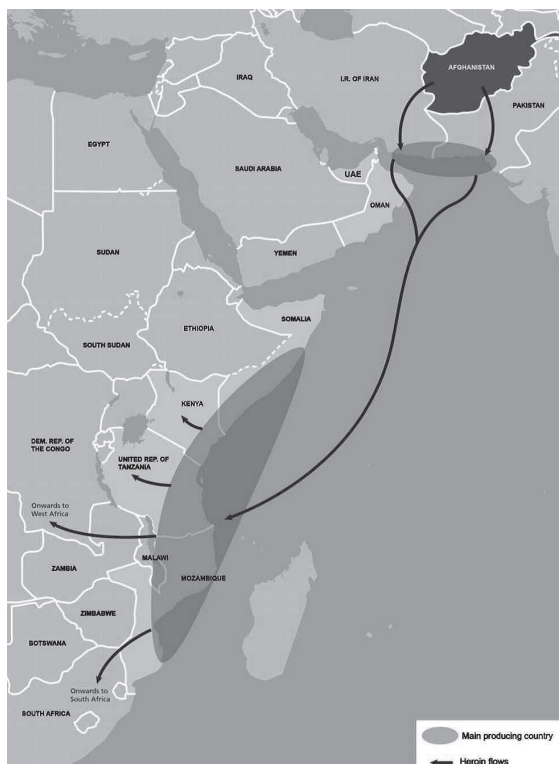 AFGHANISTAN
IRAQ
I.R. OF IRAN
PAKISTAN
EGYPT
UAE
SAUDI ARABIA
OMAN
SUDAN
YEMEN
SOMALIA
ETHIOPIA
SOUTH SUDAN
KENYA
DEM. REP. OF
THE CONGO
UNITED REP. OF
TANZANIA
Onwards to
West Africa
MALAWI
ZAMBIA
MOZAMBIQUE
ZIMBABWE
BOTSWANA
Onwards to
South Africa
SOUTH AFRICA
Main producing country
Heroin flows